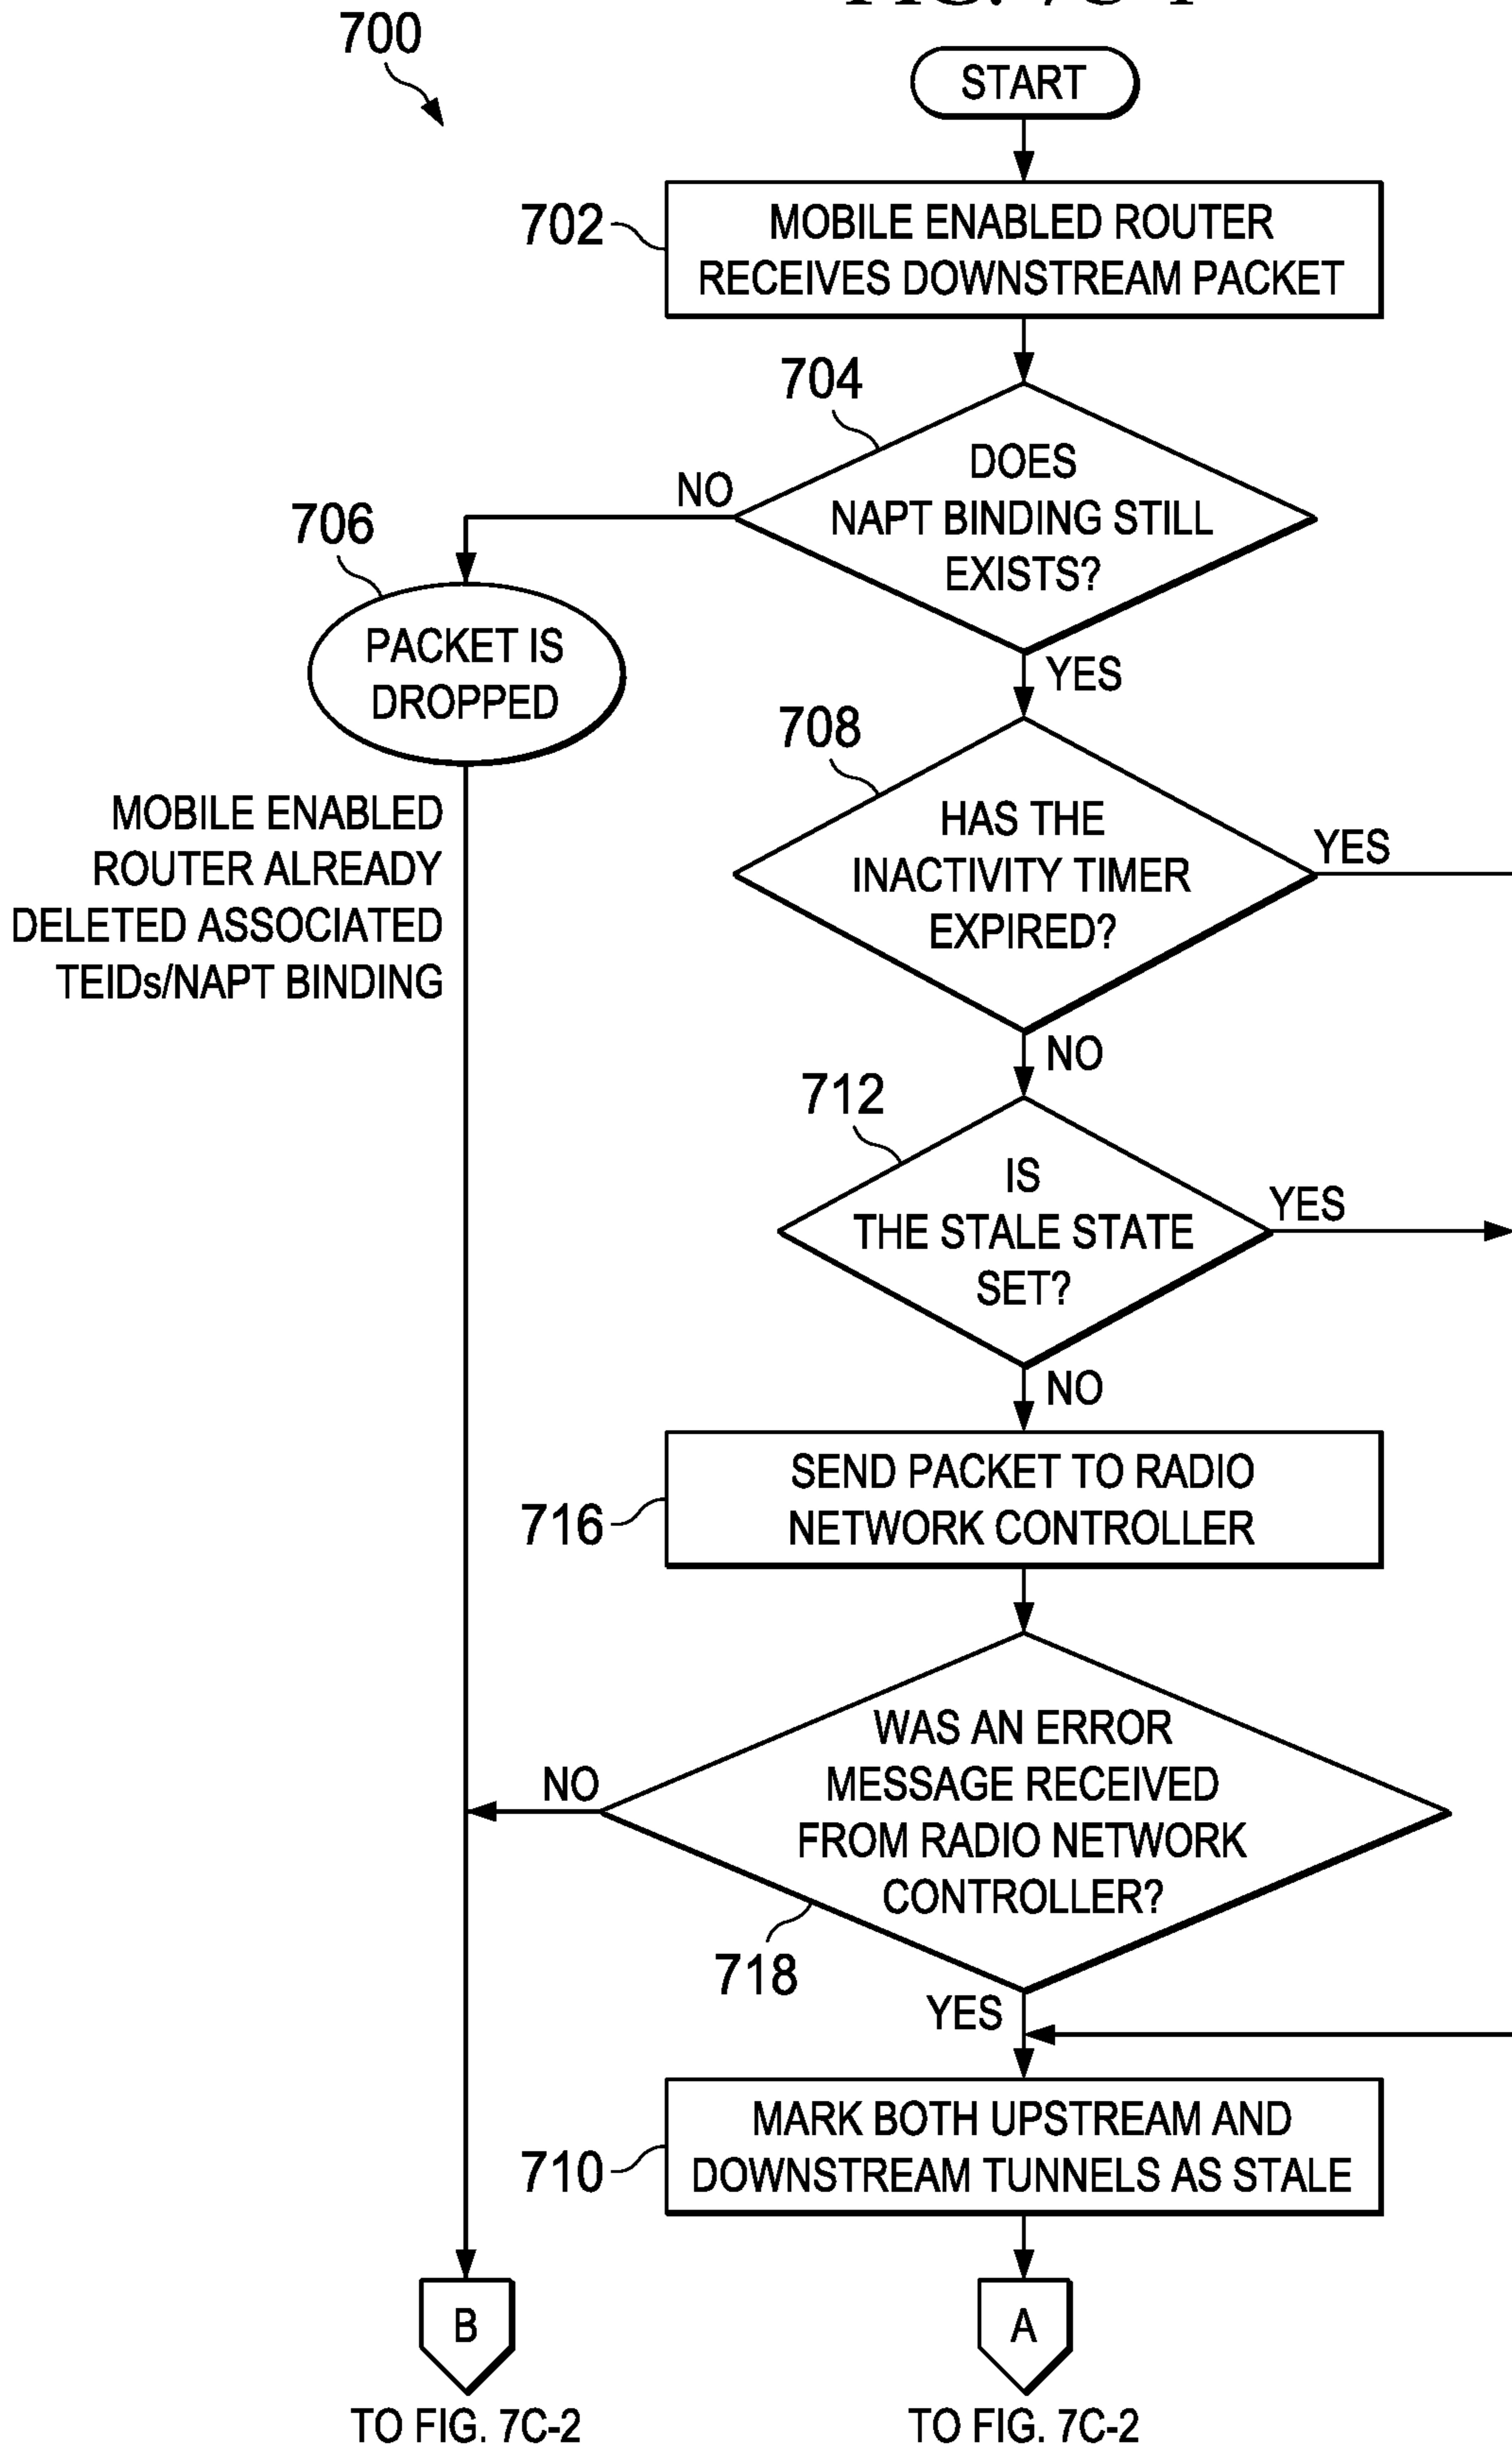 700
START
702
MOBILE ENABLED ROUTER
RECEIVES DOWNSTREAM PACKET
704
DOES
NAPT BINDING STILL
EXISTS?
NO
YES
706
PACKET IS
DROPPED
MOBILE ENABLED
ROUTER ALREADY
DELETED ASSOCIATED
TEIDs/NAPT BINDING
708
HAS THE
INACTIVITY TIMER
EXPIRED?
YES
NO
712
IS
THE STALE STATE
SET?
YES
NO
716
SEND PACKET TO RADIO
NETWORK CONTROLLER
WAS AN ERROR
MESSAGE RECEIVED
FROM RADIO NETWORK
CONTROLLER?
NO
718
YES
710
MARK BOTH UPSTREAM AND
DOWNSTREAM TUNNELS AS STALE
B
A
TO FIG. 7C-2
TO FIG. 7C-2